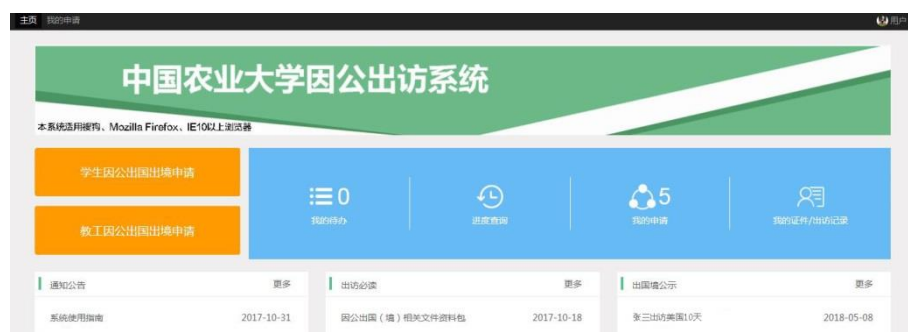 主页 我的申请 用户
中国农业大学因公出访系统
本系统适用搜狗、Mozilla Firefox、IE10以上浏览器
学生因公出国出境申请
教工因公出国出境申请
0 5
我的待办 进度查询 我的申请 我的证件/出访记录
通知公告 更多 出访必读 更多 出国境公示 更多
系统使用指南 2017-10-31 因公出国(境)相关文件资料包 2017-10-18 张三出访美国10天 2018-05-08